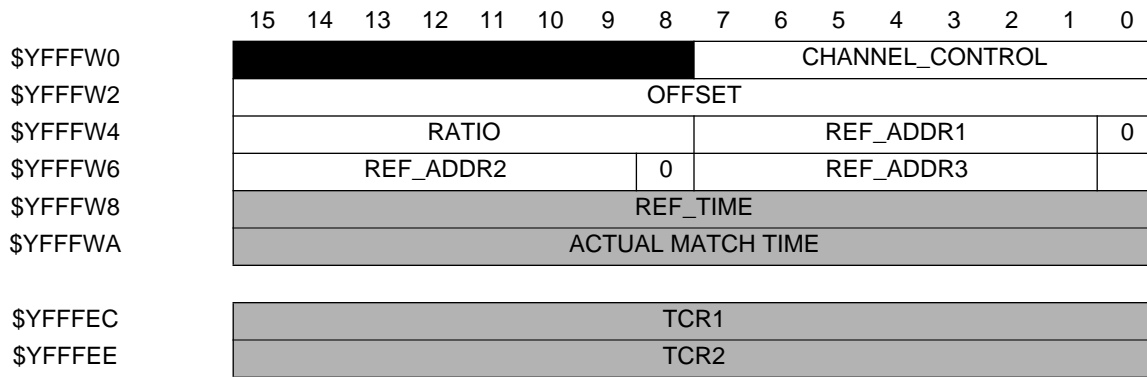 15 14 13 12 11 10 9 8 7 6 5 4 3 2 1 0
$YFFFW0 CHANNEL_CONTROL
$YFFFW2 OFFSET
$YFFFW4 RATIO REF_ADDR1 0
$YFFFW6 REF_ADDR2 0 REF_ADDR3
$YFFFW8 REF_TIME
$YFFFWA ACTUAL MATCH TIME
$YFFFEC TCR1
$YFFFEE TCR2